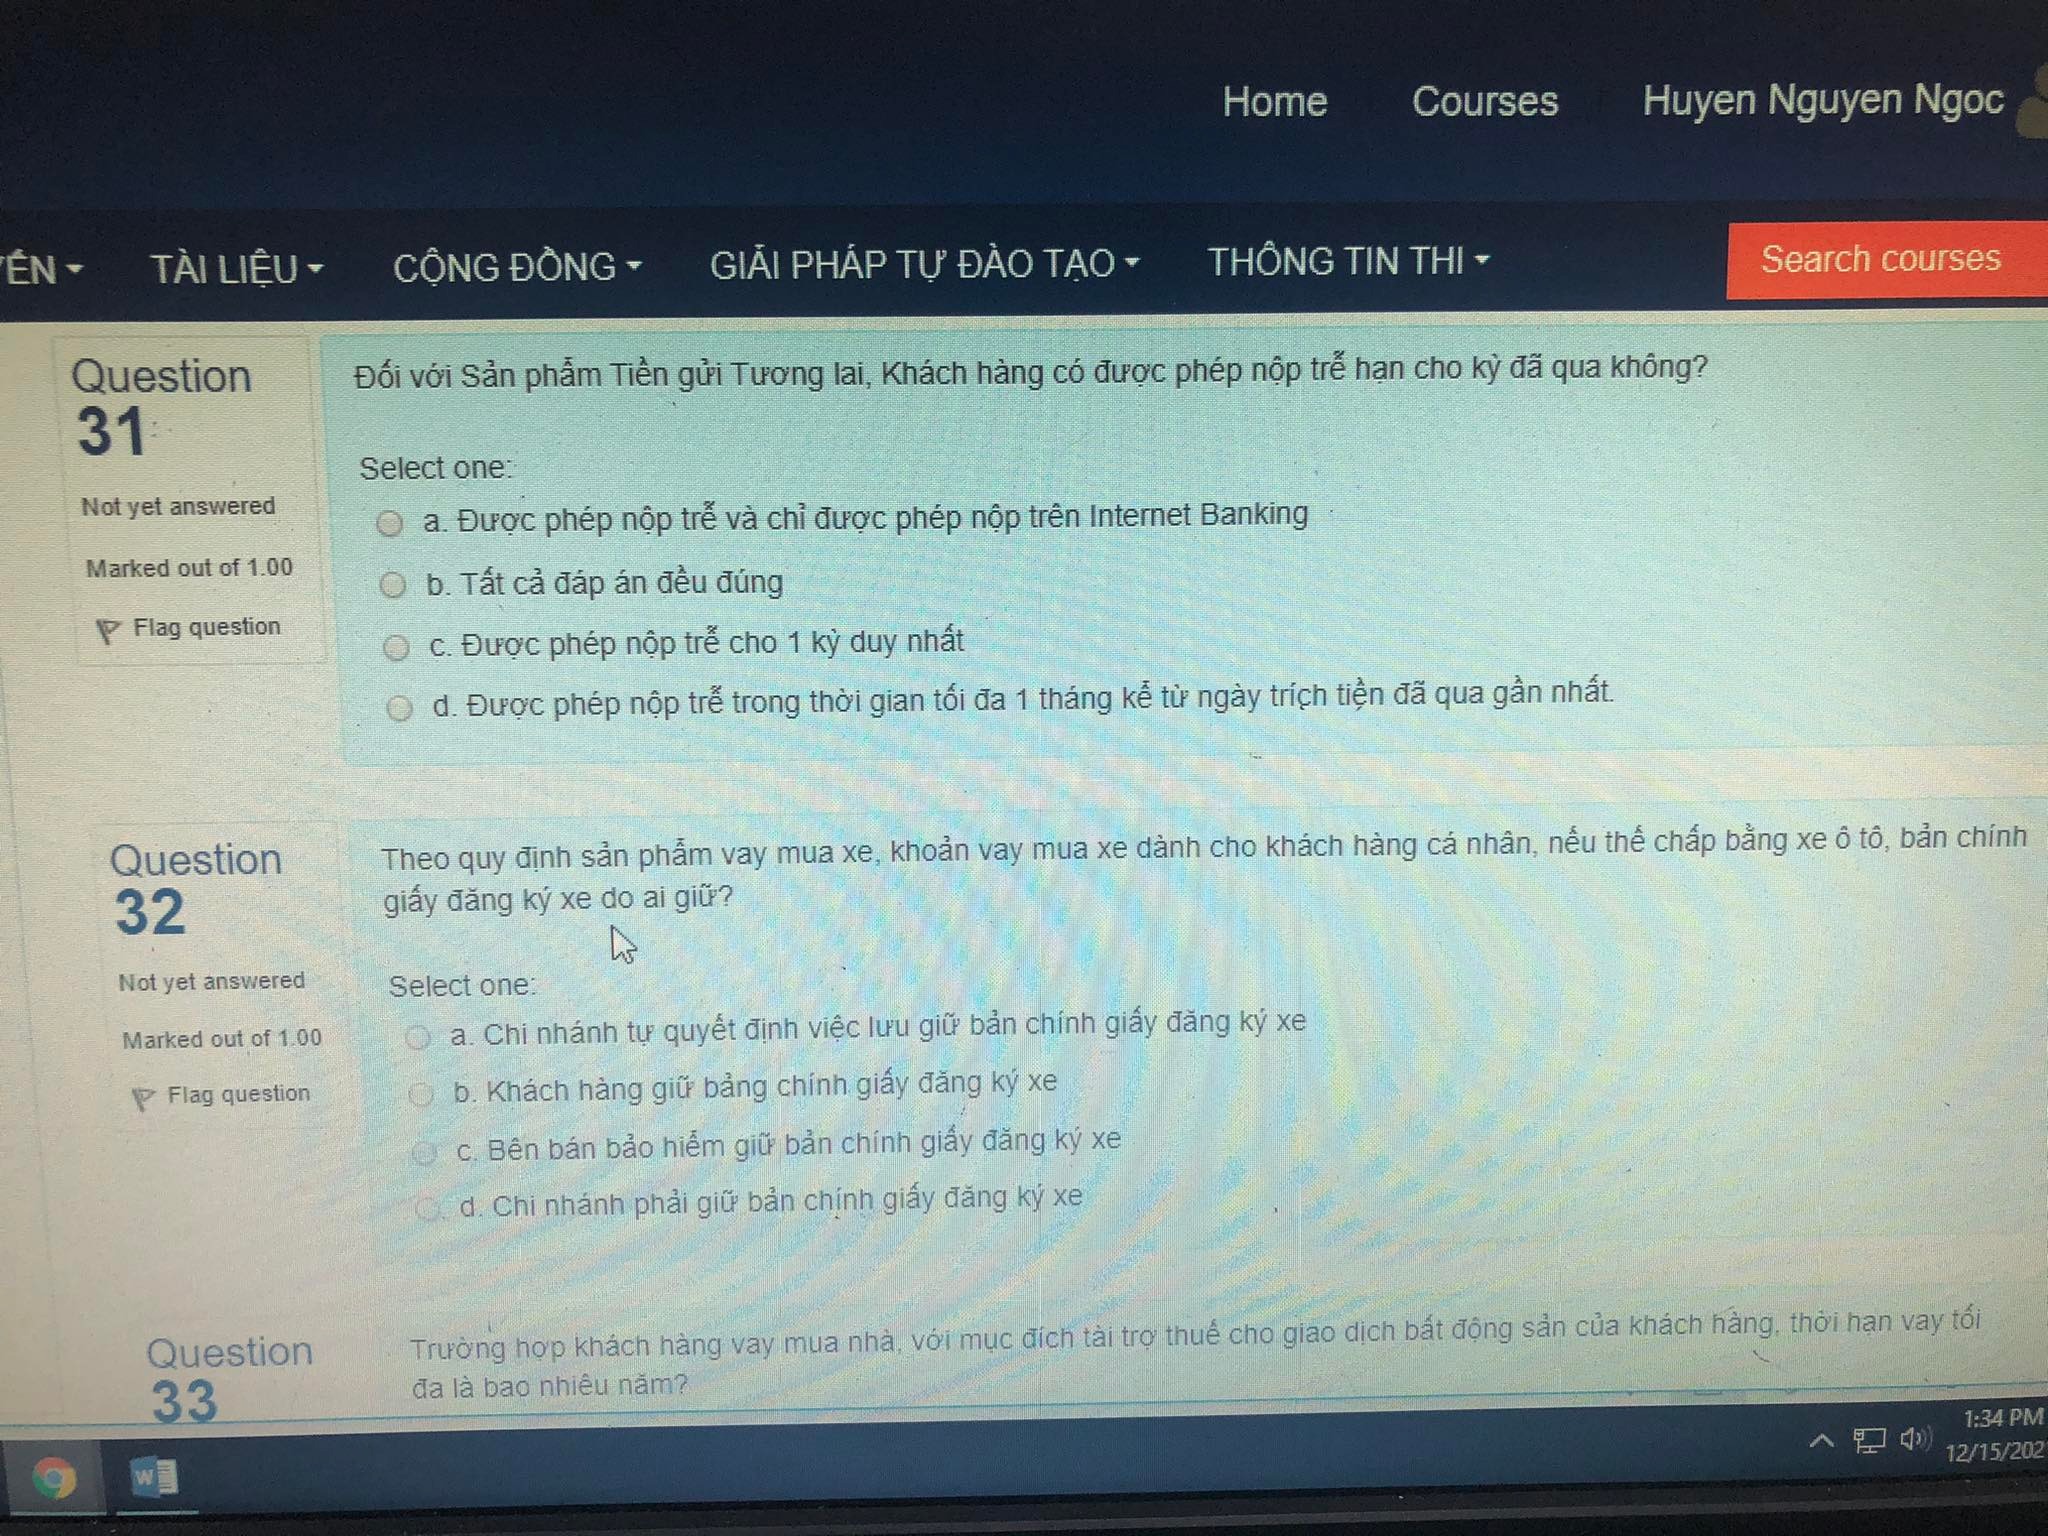 Home Courses Huyen Nguyen Ngoc
TÀI LIỆU CỘNG ĐỒNG GIẢI PHÁP TỰ ĐÀO TẠO THÔNG TIN THI Search courses
Question
31
Not yet answered
Marked out of 1.00
Flag question
Đối với Sản phẩm Tiền gửi Tương lai, Khách hàng có được phép nộp trễ hạn cho kỳ đã qua không?
Select one:
a. Được phép nộp trễ và chỉ được phép nộp trên Internet Banking
b. Tất cả đáp án đều đúng
c. Được phép nộp trễ cho 1 kỳ duy nhất
d. Được phép nộp trễ trong thời gian tối đa 1 tháng kể từ ngày trích tiền đã qua gần nhất.
Question
32
Not yet answered
Marked out of 1.00
Flag question
Theo quy định sản phẩm vay mua xe, khoản vay mua xe dành cho khách hàng cá nhân, nếu thế chấp bằng xe ô tô, bản chính
giấy đăng ký xe do ai giữ?
Select one:
a. Chi nhánh tự quyết định việc lưu giữ bản chính giấy đăng ký xe
b. Khách hàng giữ bảng chính giấy đăng ký xe
c. Bên bán bảo hiểm giữ bản chính giấy đăng ký xe
d. Chi nhánh phải giữ bản chính giấy đăng ký xe
Question
33
Trường hợp khách hàng vay mua nhà, với mục đích tài trợ thuế cho giao dịch bất động sản của khách hàng, thời hạn vay tối
đa là bao nhiêu năm?
1:34 PM
12/15/202